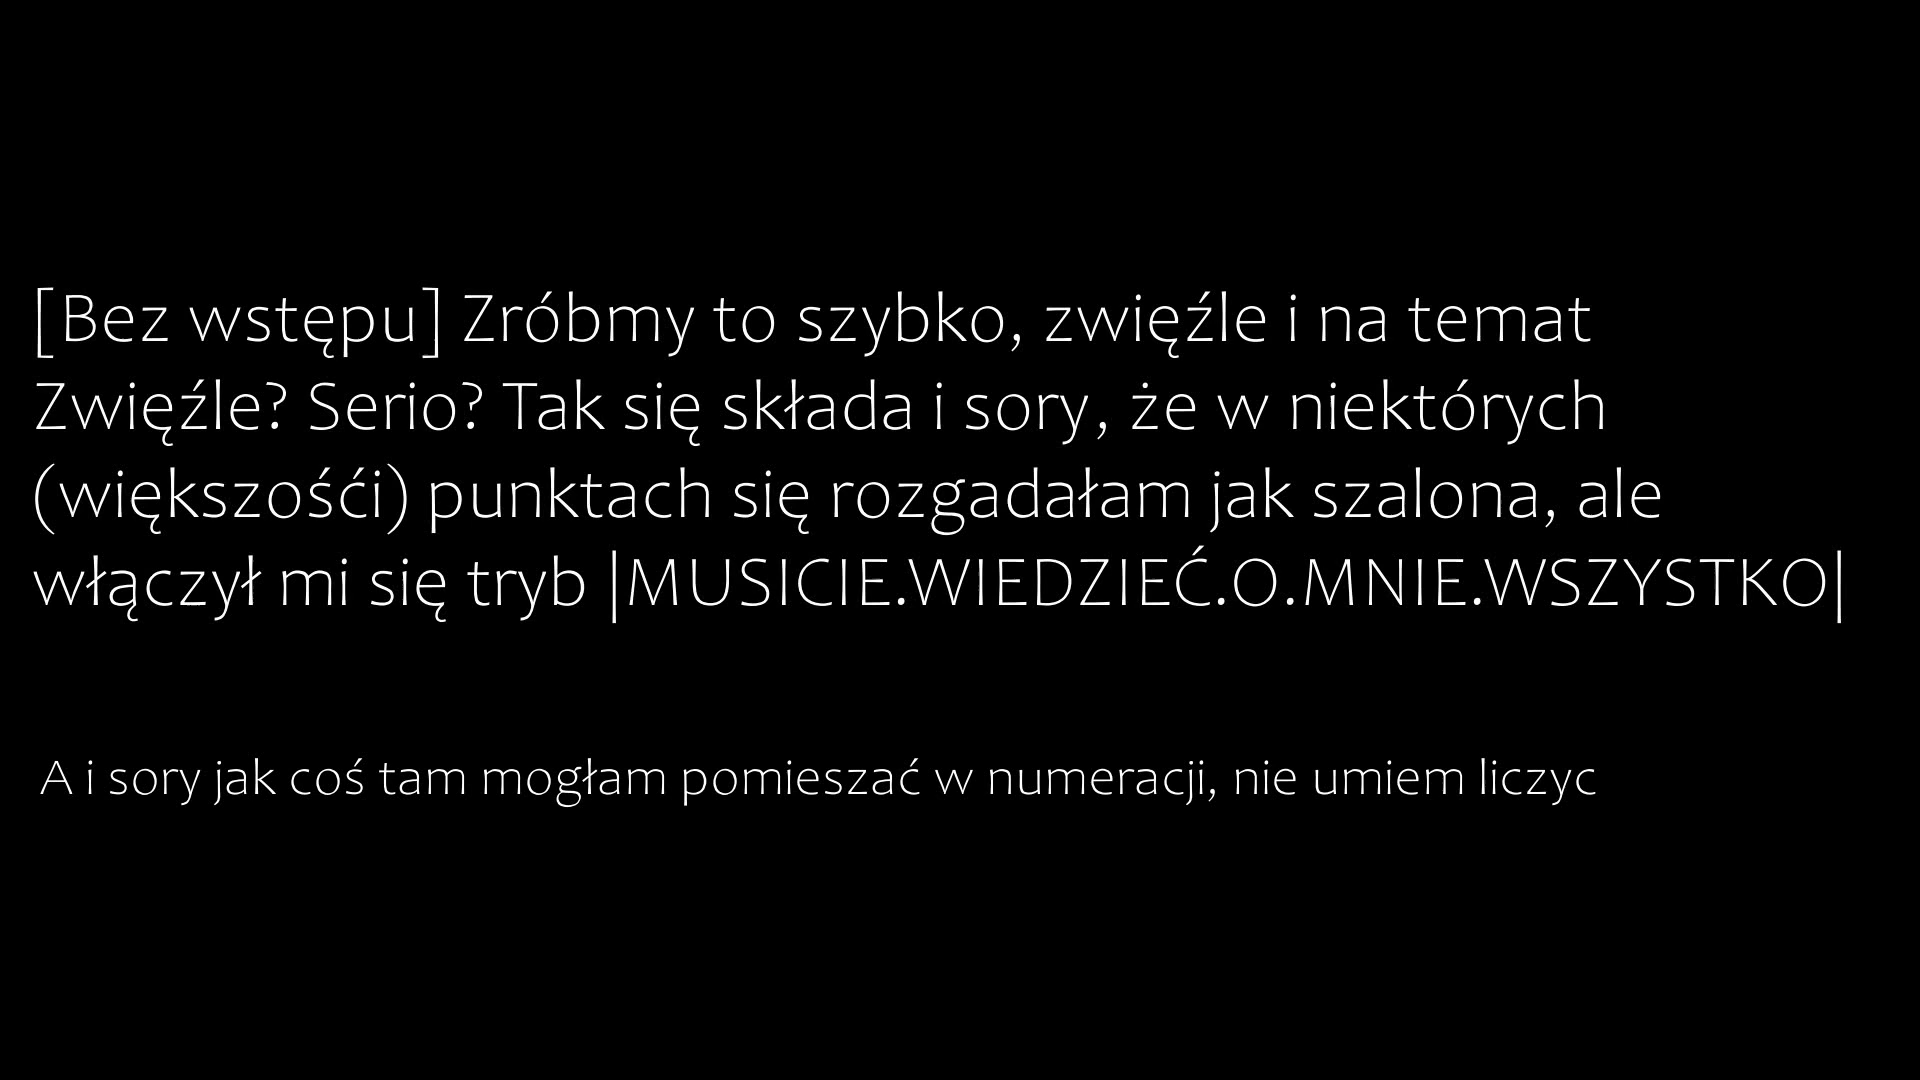 [Bez wstępu] Zróbmy to szybko, zwięźle i na temat
Zwięźle? Serio? Tak się składa i sory, że w niektórych
(większośći) punktach się rozgadałam jak szalona, ale
włączył mi się tryb |MUSICIE.WIEDZIEĆ.O.MNIE.WSZYSTKO|
A i sory jak coś tam mogłam pomieszać w numeracji, nie umiem liczyc